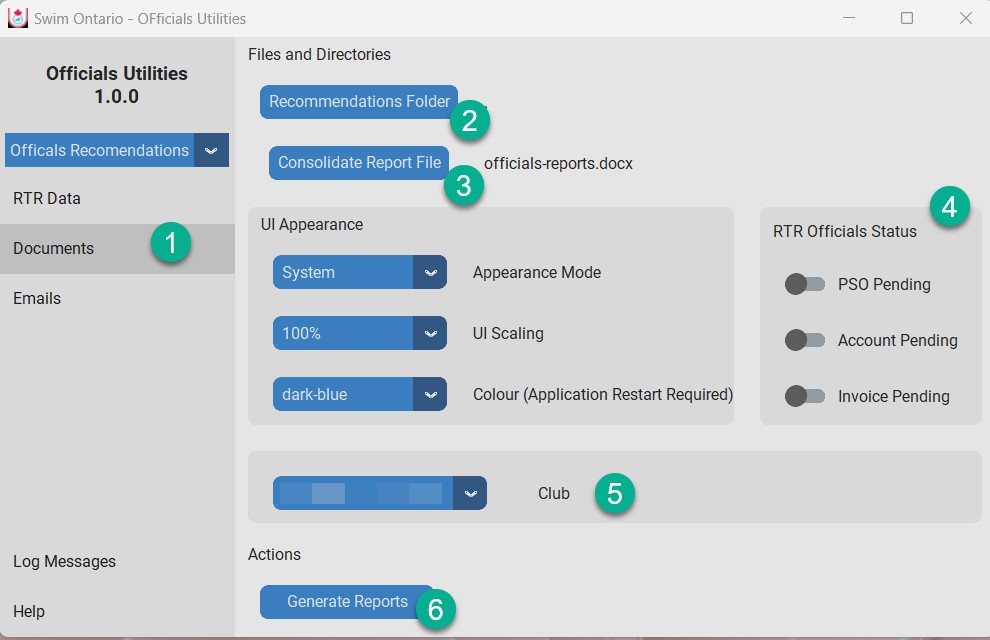 Swim Ontario - OFficials Utilities
Officials Utilities
1.0.0
Officals Recomendations
RTR Data
Documents
1
Emails
Log Messages
Help
Files and Directories
Recommendations Folder
2
Consolidate Report File
officials-reports.docx
3
UI Appearance
System
Appearance Mode
100%
UI Scaling
dark-blue
Colour (Application Restart Required)
4
RTR Officials Status
PSO Pending
Account Pending
Invoice Pending
Club
5
Actions
Generate Reports
6